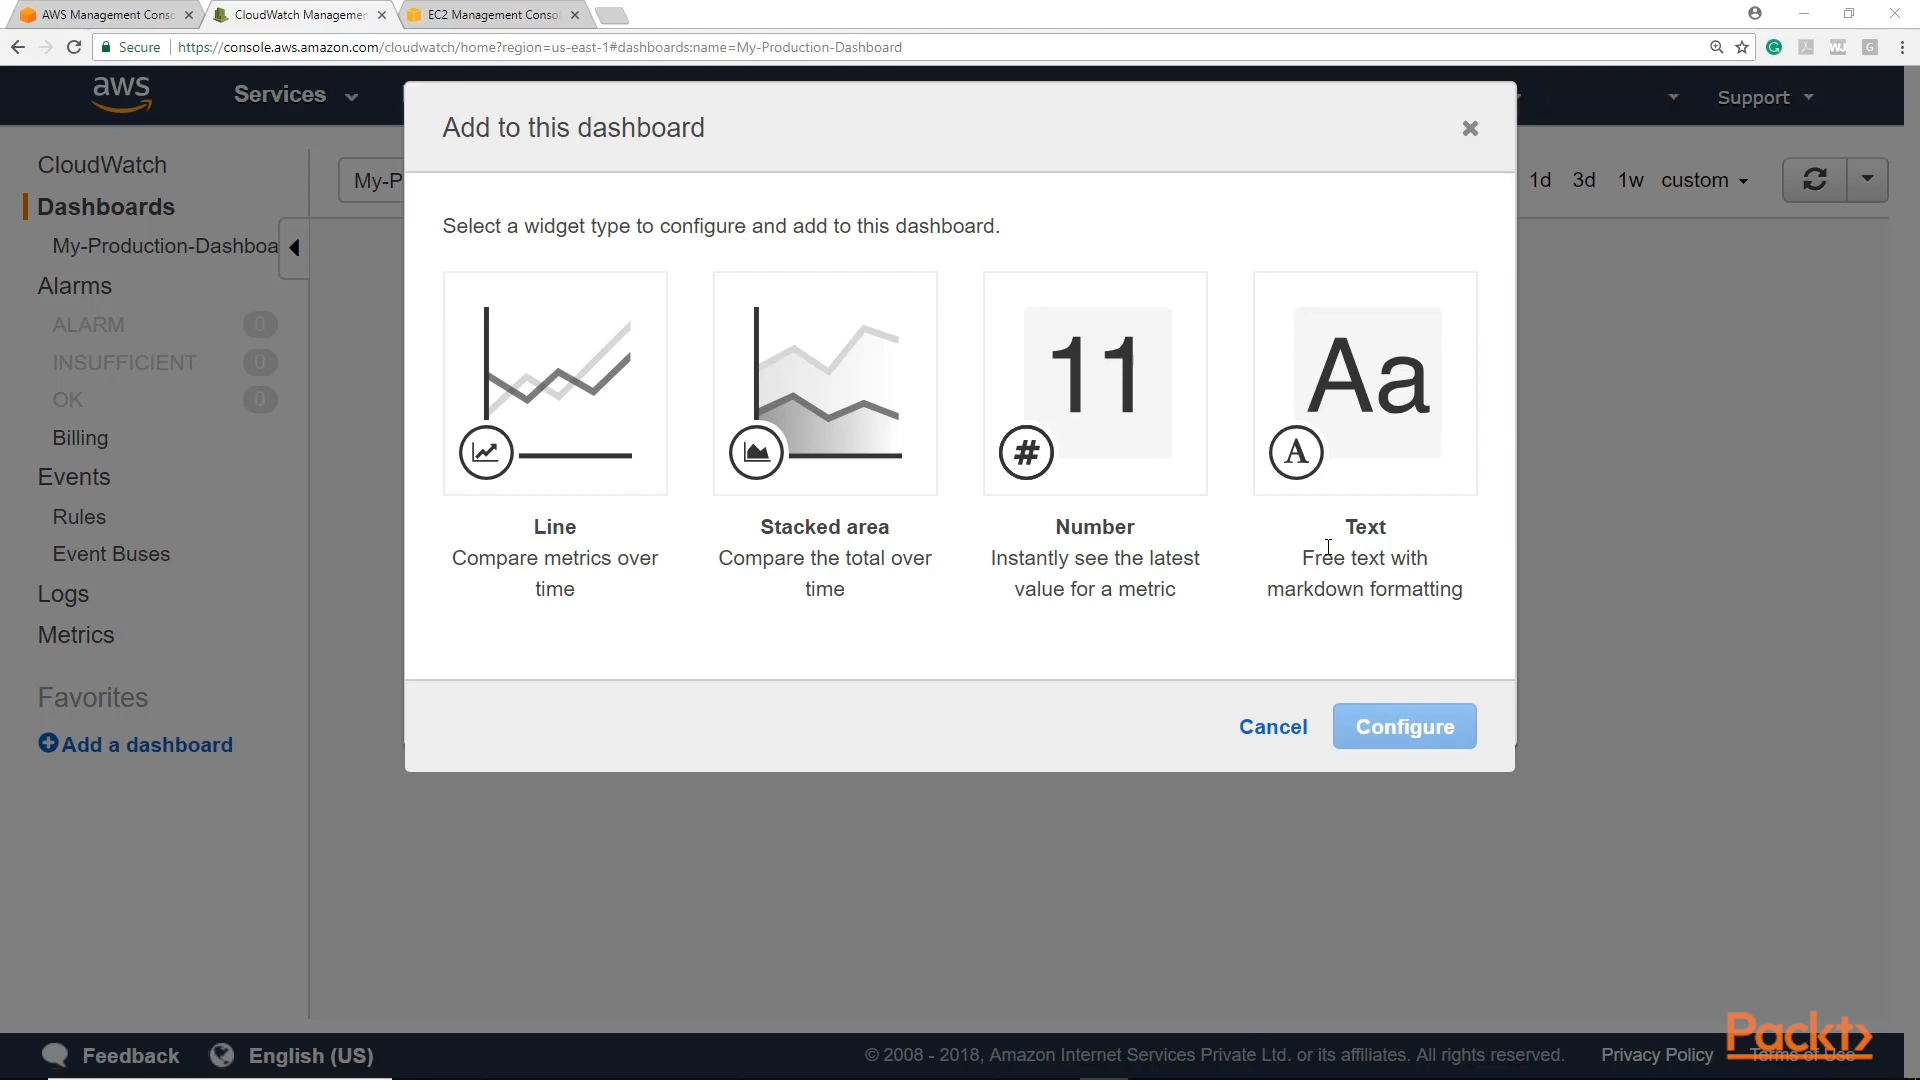 AWS Management Conso
CloudWatch Managemen
EC2 Management Consol
Secure
https://console.aws.amazon.com/cloudwatch/home?region=us-east-1#dashboards:name=My-Production-Dashboard
aws
Services
Support
Add to this dashboard
CloudWatch
Dashboards
My-Production-Dashboa
Alarms
ALARM 0
INSUFFICIENT 0
OK 0
Billing
Events
Rules
Event Buses
Logs
Metrics
Favorites
Add a dashboard
My-P
1d 3d 1w custom
Select a widget type to configure and add to this dashboard.
11
#
Aa
A
Line
Compare metrics over
time
Stacked area
Compare the total over
time
Number
Instantly see the latest
value for a metric
Text
Free text with
markdown formatting
Cancel
Configure
Feedback
English (US)
© 2008 - 2018, Amazon Internet Services Private Ltd. or its affiliates. All rights reserved.
Privacy Policy
Terms of Use
Packt